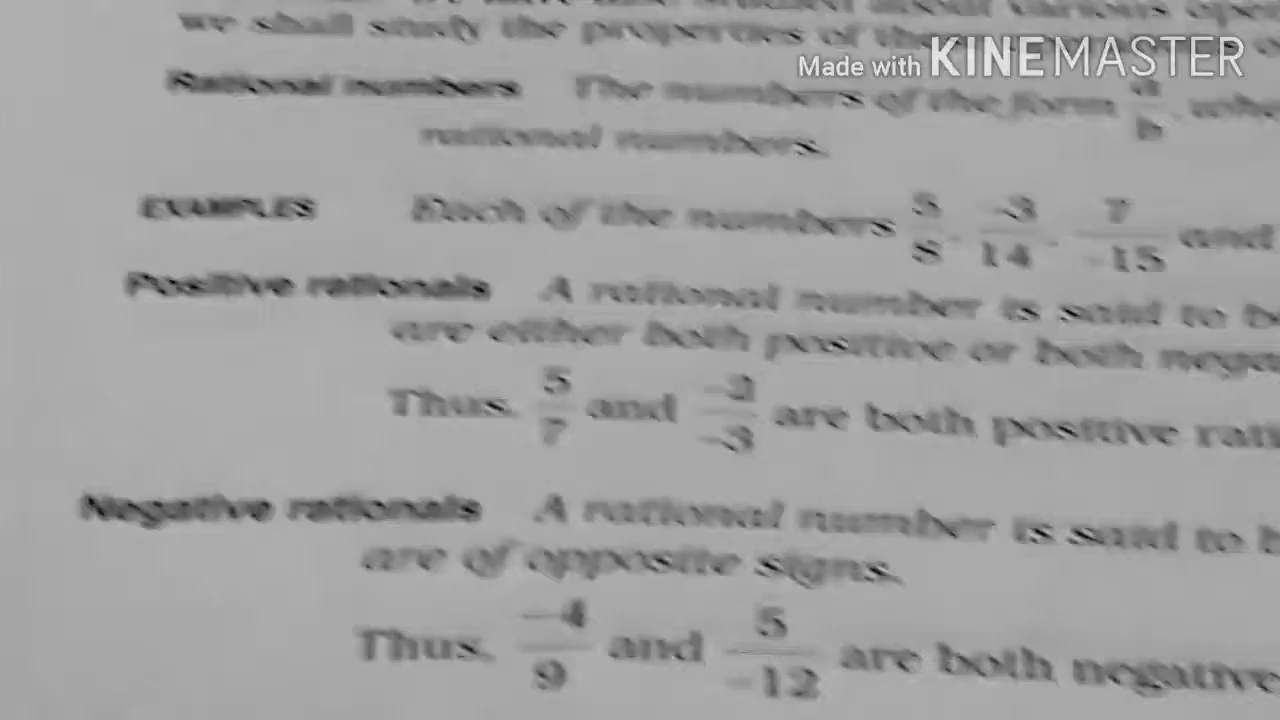 we shall study the properties of
Made with KINEMASTER
Rational numbers The numbers of the form a/b, whe
rational numbers.
EXAMPLES Each of the numbers 5/8, -3/14, 7/-15 and
Positive rationals A rational number is said to b
are either both positive or both nega
Thus, 5/7 and -2/-3 are both positive rati
Negative rationals A rational number is said to b
are of opposite signs.
Thus, -4/9 and 5/-12 are both negative